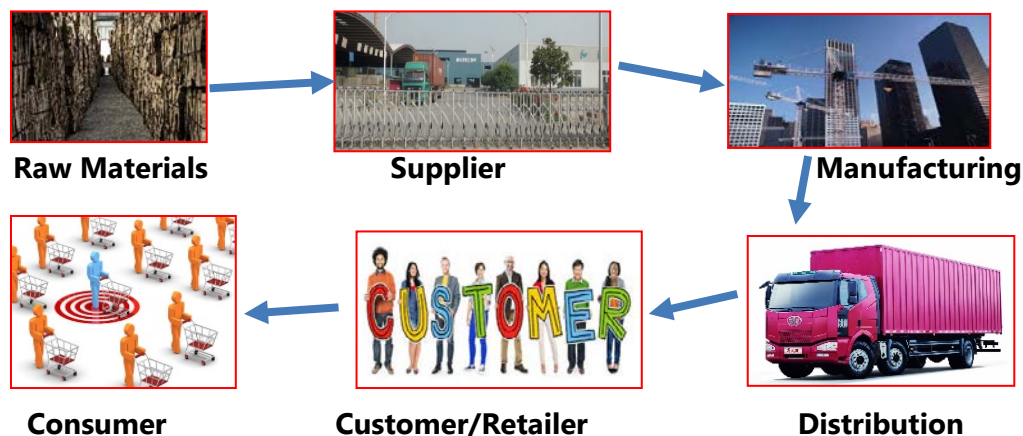 Raw Materials
Supplier
Manufacturing
CUSTOMER
Consumer
Customer/Retailer
Distribution